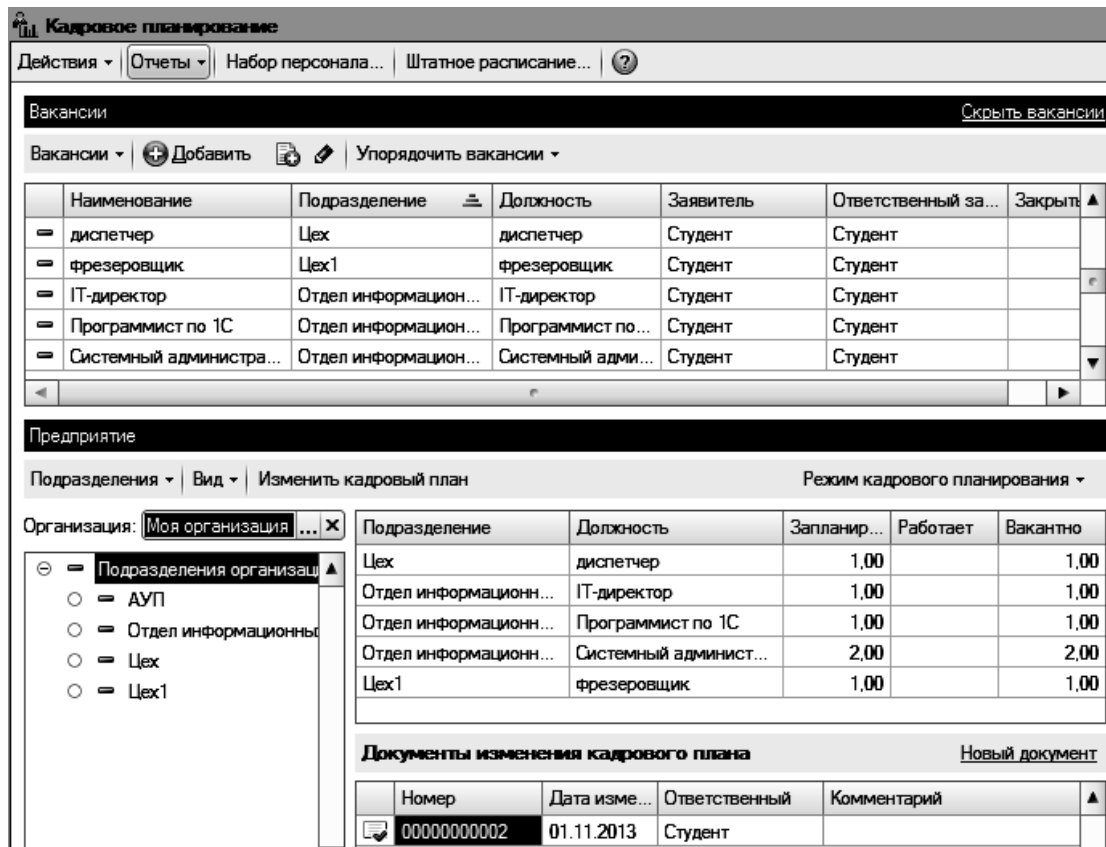 Кадровое планирование
Действия Отчеты Набор персонала... Штатное расписание... ?
Вакансии Скрыть вакансии
Вакансии Добавить Упорядочить вакансии
Наименование Подразделение Должность Заявитель Ответственный за... Закрыть
диспетчер Цех диспетчер Студент Студент
фрезеровщик Цех1 фрезеровщик Студент Студент
IT-директор Отдел информацион... IT-директор Студент Студент
Программист по 1С Отдел информацион... Программист по... Студент Студент
Системный администра... Отдел информацион... Системный адми... Студент Студент
Предприятие
Подразделения Вид Изменить кадровый план Режим кадрового планирования
Организация: Моя организация ... ×
Подразделение Должность Запланир... Работает Вакантно
Цех диспетчер 1,00 1,00
Отдел информационн... IT-директор 1,00 1,00
Отдел информационн... Программист по 1С 1,00 1,00
Отдел информационн... Системный админист... 2,00 2,00
Цех1 фрезеровщик 1,00 1,00
Подразделения организац
АУП
Отдел информационны
Цех
Цех1
Документы изменения кадрового плана Новый документ
Номер Дата изме... Ответственный Комментарий
00000000002 01.11.2013 Студент